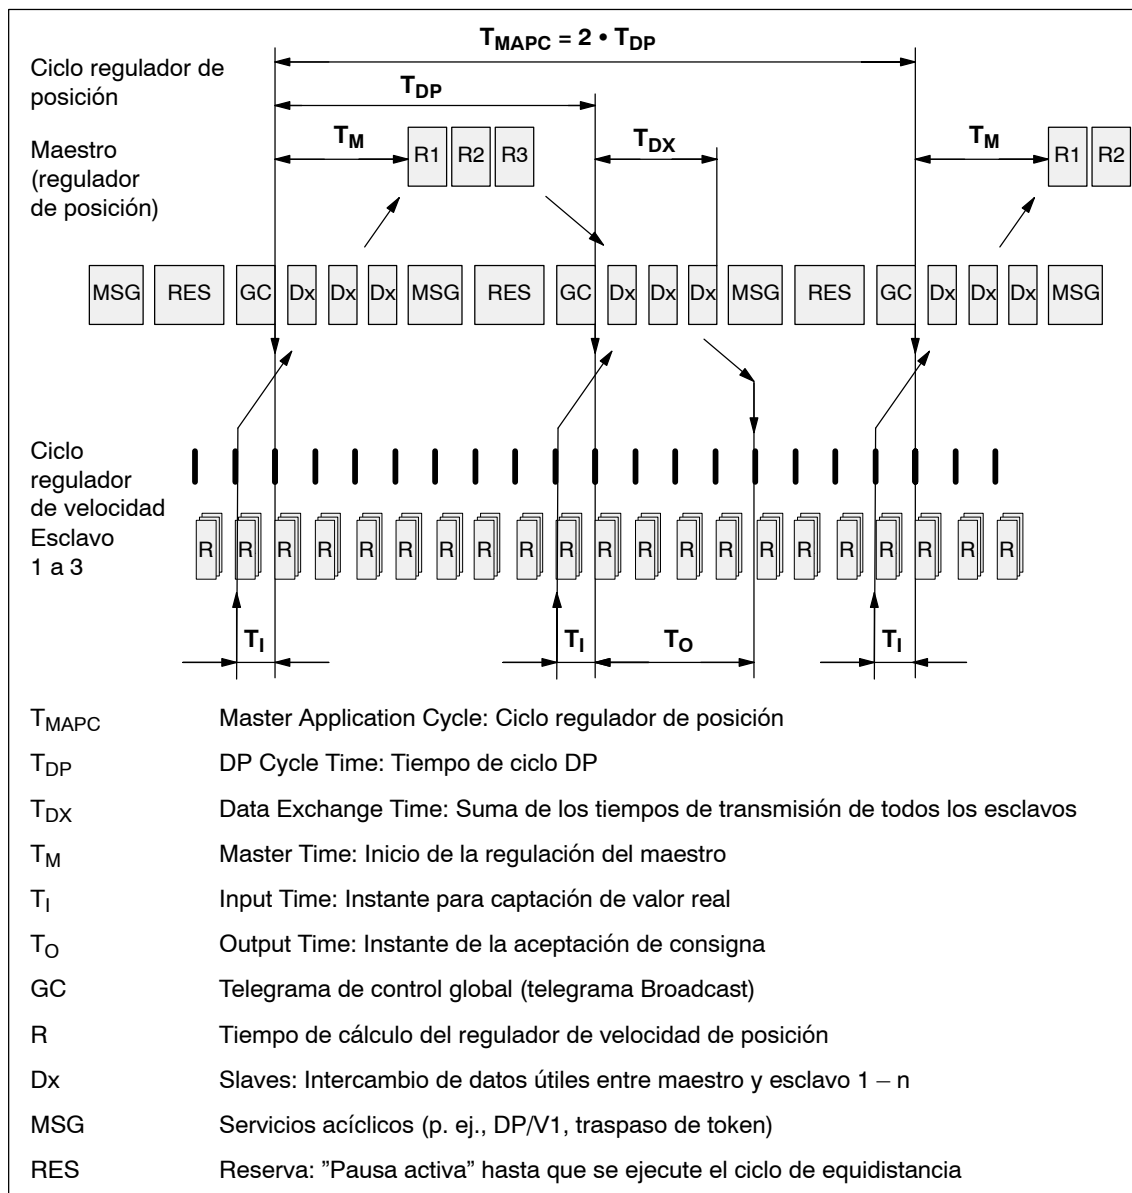 T_MAPC = 2 • T_DP
Ciclo regulador de
posición
T_DP
Maestro
(regulador
de posición)
T_M
R1 R2 R3
T_DX
T_M
R1 R2
MSG RES GC Dx Dx Dx MSG RES GC Dx Dx Dx MSG RES GC Dx Dx Dx MSG
Ciclo
regulador
de velocidad
Esclavo
1 a 3
R R R R R R R R R R R R R R R R R R R R R
T_I T_I T_O T_I
T_MAPC Master Application Cycle: Ciclo regulador de posición
T_DP DP Cycle Time: Tiempo de ciclo DP
T_DX Data Exchange Time: Suma de los tiempos de transmisión de todos los esclavos
T_M Master Time: Inicio de la regulación del maestro
T_I Input Time: Instante para captación de valor real
T_O Output Time: Instante de la aceptación de consigna
GC Telegrama de control global (telegrama Broadcast)
R Tiempo de cálculo del regulador de velocidad de posición
Dx Slaves: Intercambio de datos útiles entre maestro y esclavo 1 – n
MSG Servicios acíclicos (p. ej., DP/V1, traspaso de token)
RES Reserva: ”Pausa activa” hasta que se ejecute el ciclo de equidistancia